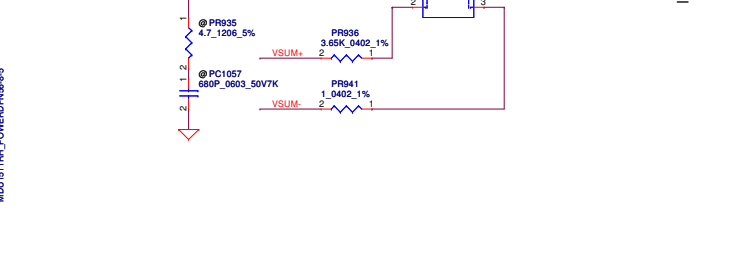 2
3
1
@ PR935
4.7_1206_5%
2
PR936
3.65K_0402_1%
VSUM+
2
1
@ PC1057
680P_0603_50V7K
1
2
PR941
1_0402_1%
VSUM-
2
1